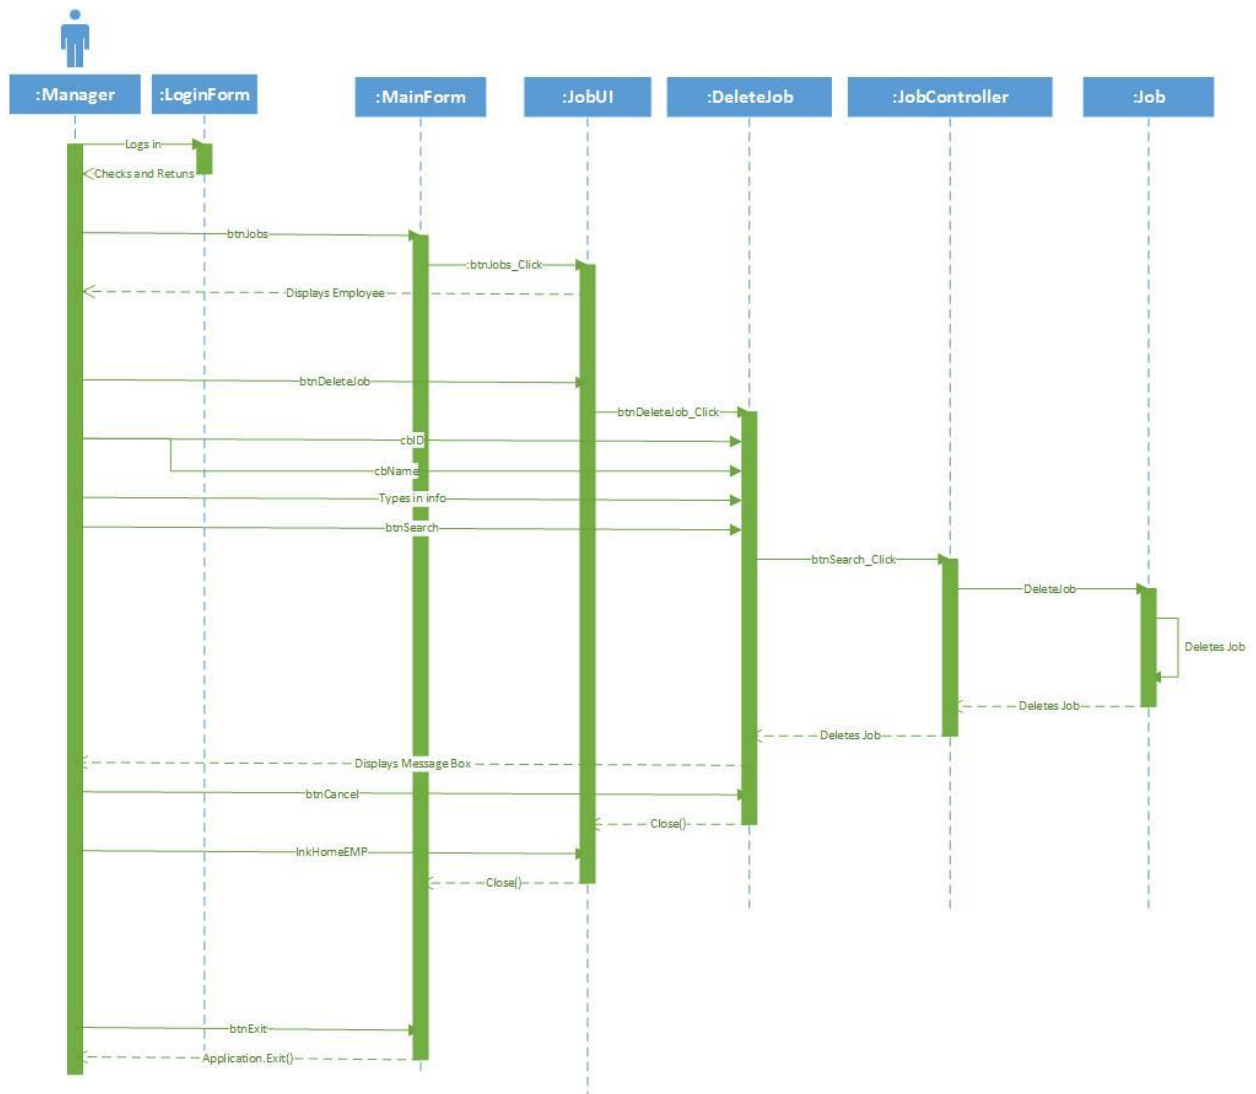 :Manager
:LoginForm
:MainForm
:JobUI
:DeleteJob
:JobController
:Job
Logs in
Checks and Retuns
btnJobs
:btnJobs_Click
Displays Employee
btnDeleteJob
btnDeleteJob_Click
cbID
cbName
Types in info
btnSearch
btnSearch_Click
DeleteJob
Deletes Job
Deletes Job
Deletes Job
Displays Message Box
btnCancel
Close()
lnkHomeEMP
Close()
btnExit
Application.Exit()